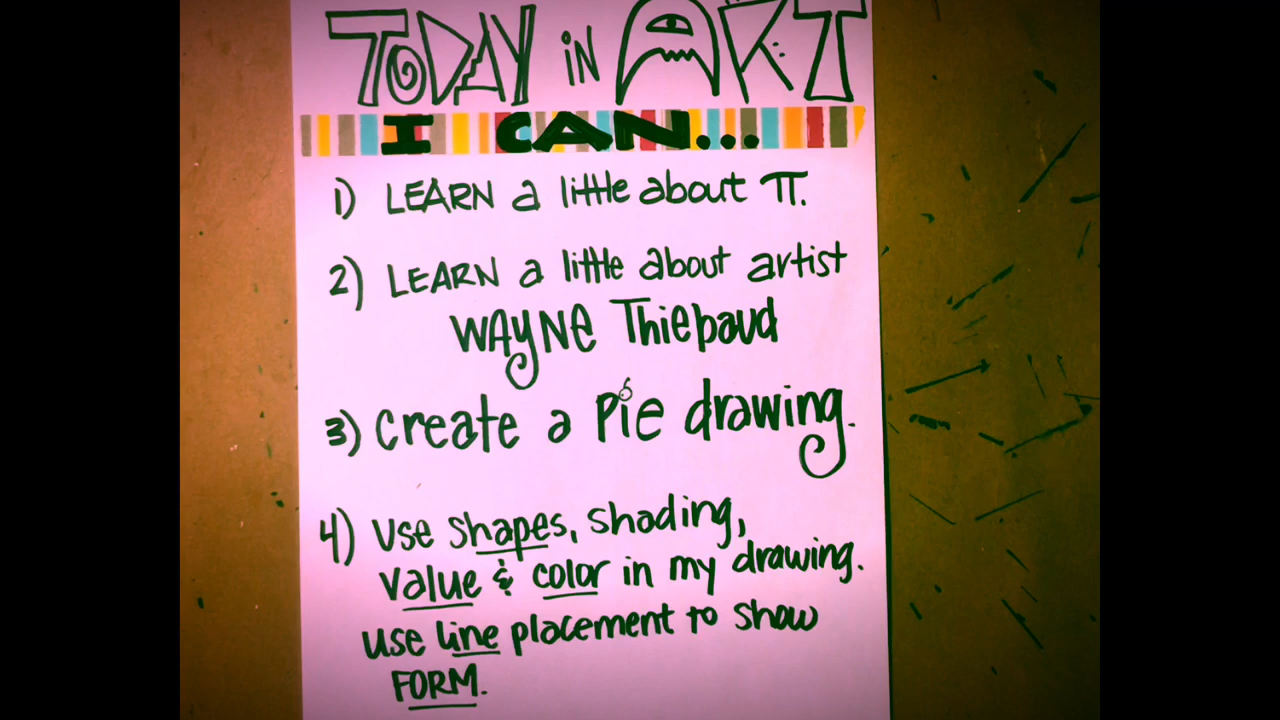 TODAY iN ART
I CAN...
1) LEARN a little about π.
2) LEARN a little about artist
WAYNE Thiebaud
3) Create a Pie drawing.
4) Use shapes, shading,
value & color in my drawing.
use line placement to show
FORM.